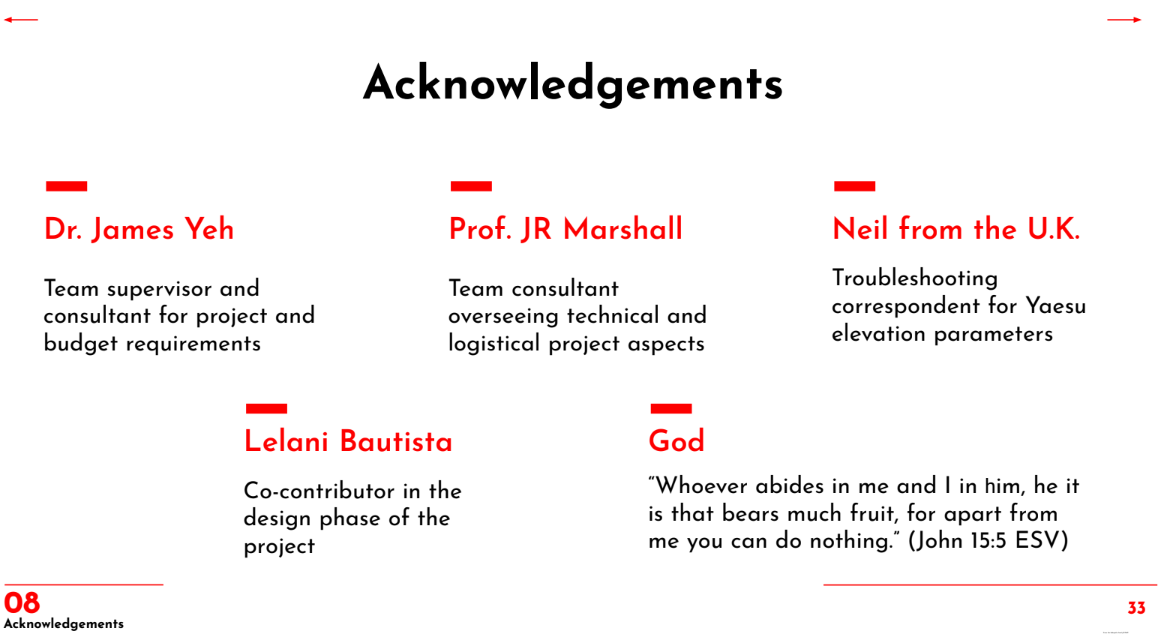 Acknowledgements
Dr. James Yeh
Team supervisor and
consultant for project and
budget requirements
Prof. JR Marshall
Team consultant
overseeing technical and
logistical project aspects
Neil from the U.K.
Troubleshooting
correspondent for Yaesu
elevation parameters
Lelani Bautista
Co-contributor in the
design phase of the
project
God
“Whoever abides in me and I in him, he it
is that bears much fruit, for apart from
me you can do nothing.” (John 15:5 ESV)
08
Acknowledgements
33